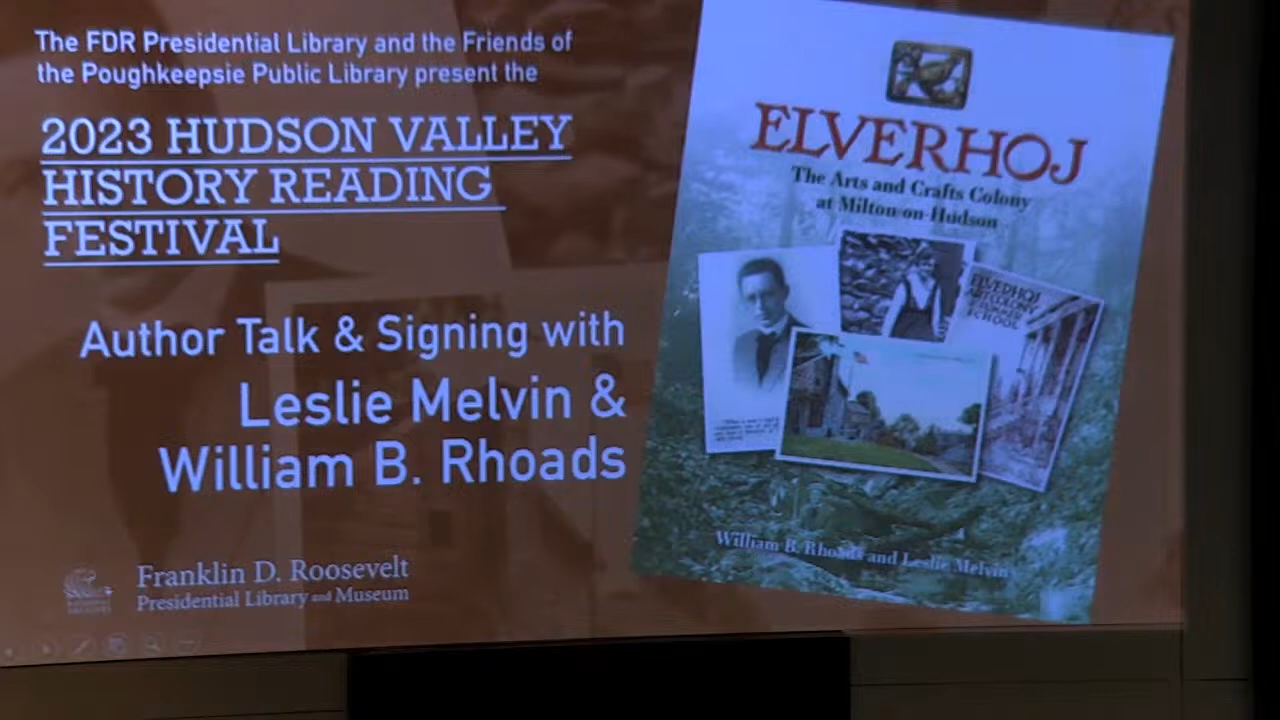 The FDR Presidential Library and the Friends of
the Poughkeepsie Public Library present the
2023 HUDSON VALLEY
HISTORY READING
FESTIVAL
Author Talk & Signing with
Leslie Melvin &
William B. Rhoads
Franklin D. Roosevelt
Presidential Library and Museum
ELVERHOJ
The Arts and Crafts Colony
at Milton-on-Hudson
ELVERHOJ
ART COLONY
SUMMER
SCHOOL
William B. Rhoads and Leslie Melvin